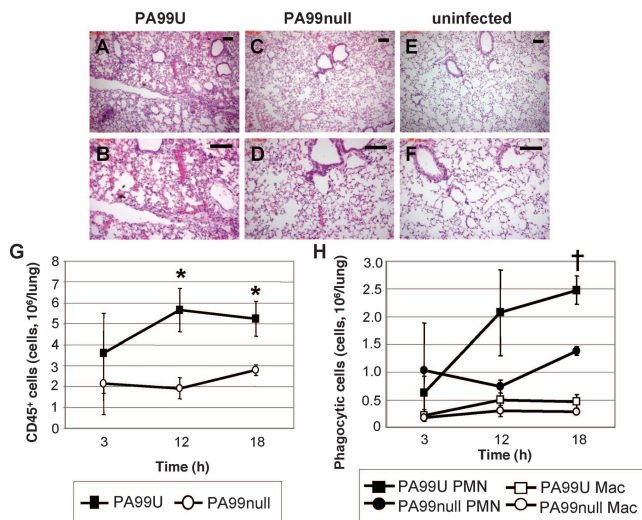 PA99U PA99null uninfected
A C E
B D F
G H
CD45+ cells (cells, 10⁶/lung)
8
7
6
5
4
3
2
1
0
* *
3 12 18
Time (h)
PA99U PA99null
Phagocytic cells (cells, 10⁶/lung)
3.0
2.5
2.0
1.5
1.0
0.5
0
†
3 12 18
Time (h)
PA99U PMN PA99U Mac
PA99null PMN PA99null Mac